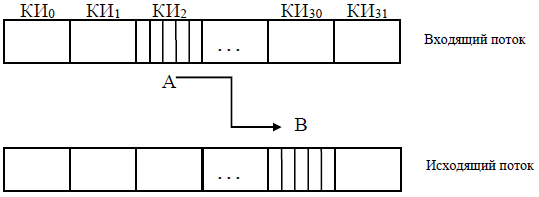 КИ0 КИ1 КИ2 КИ30 КИ31
... Входящий поток
А
В
... Исходящий поток